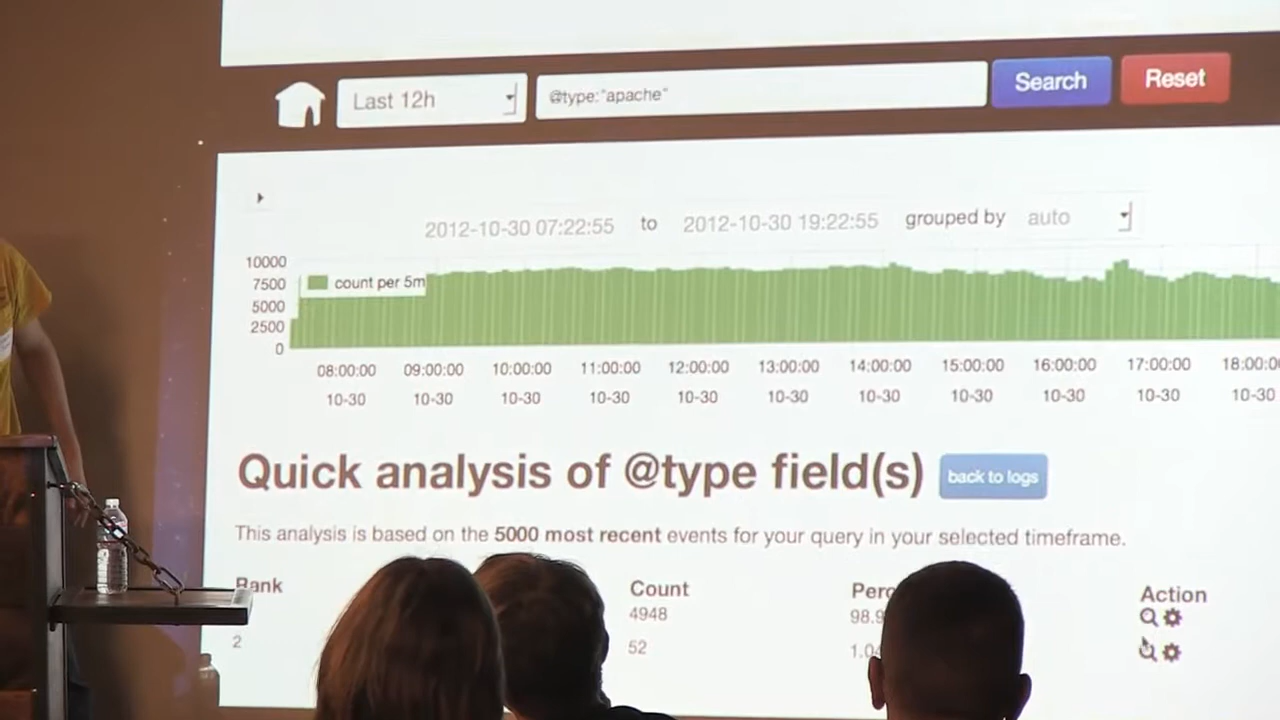 Last 12h @type:"apache" Search Reset
2012-10-30 07:22:55 to 2012-10-30 19:22:55 grouped by auto
10000
7500 count per 5m
5000
2500
0
08:00:00 09:00:00 10:00:00 11:00:00 12:00:00 13:00:00 14:00:00 15:00:00 16:00:00 17:00:00 18:00:0
10-30 10-30 10-30 10-30 10-30 10-30 10-30 10-30 10-30 10-30 10-30
Quick analysis of @type field(s) back to logs
This analysis is based on the 5000 most recent events for your query in your selected timeframe.
Rank Count Perc Action
4948 98.9
2 52 1.04